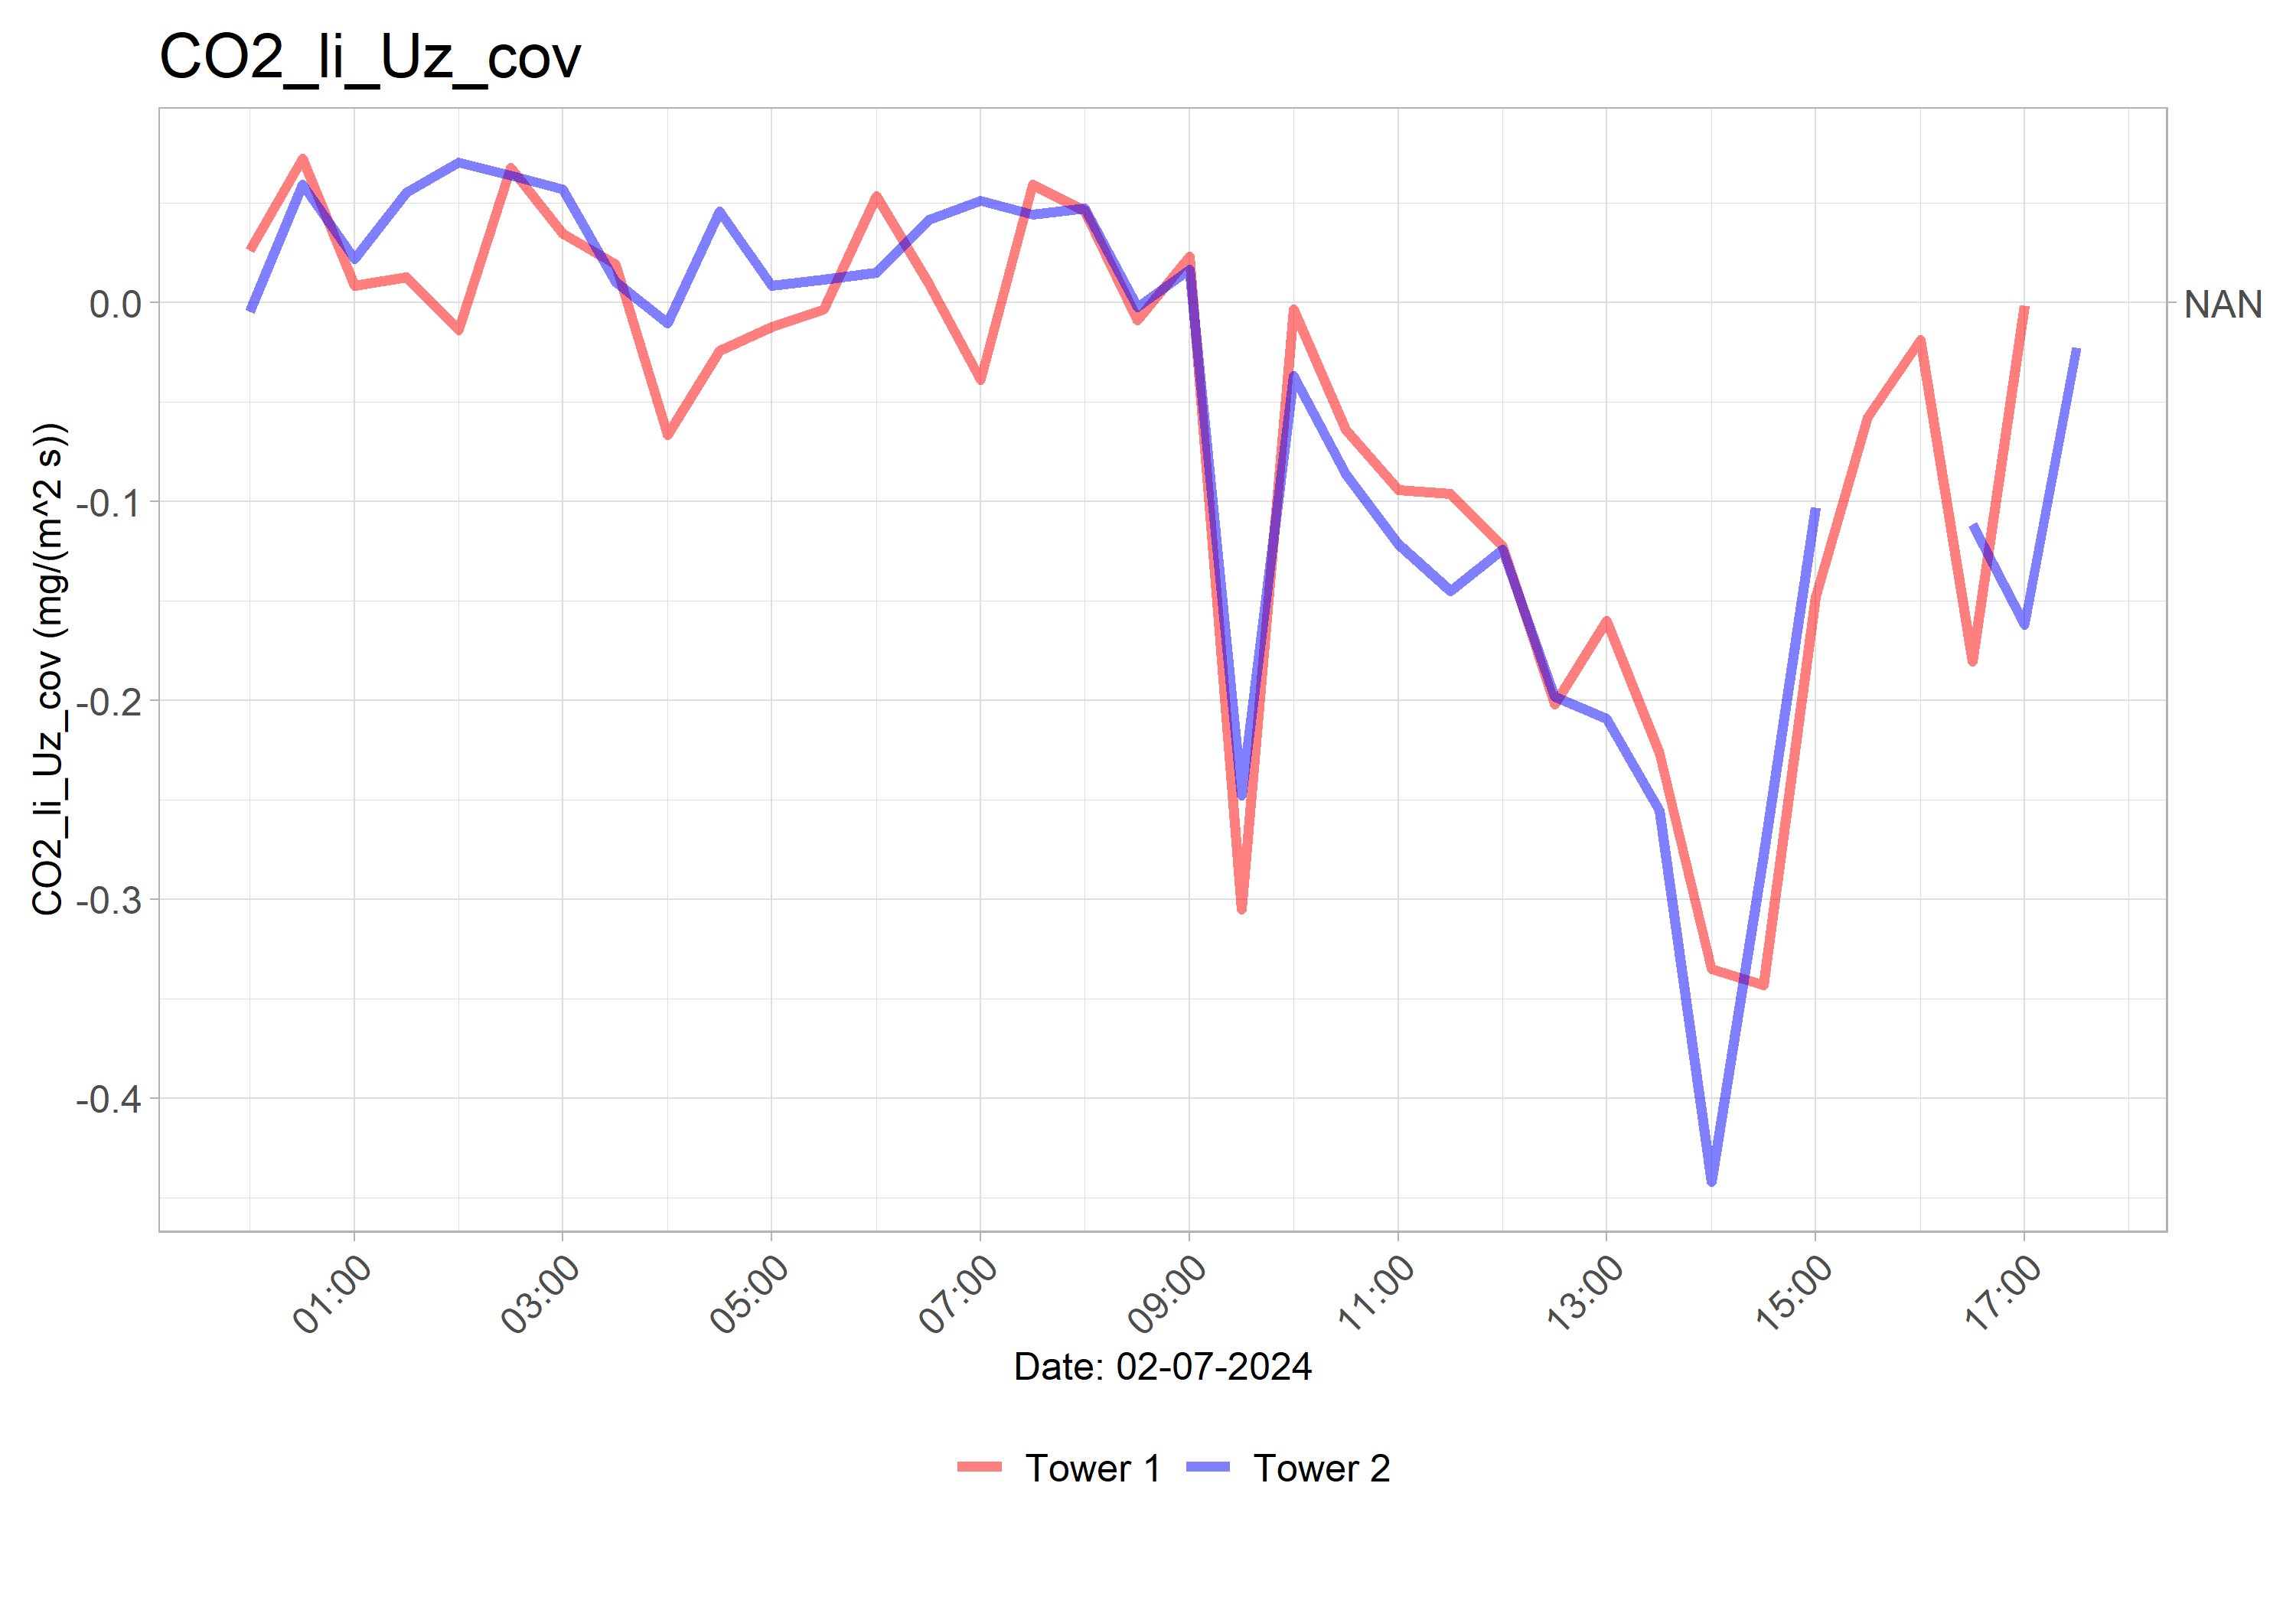 CO2_li_Uz_cov
CO2_li_Uz_cov (mg/(m^2 s))
0.0
-0.1
-0.2
-0.3
-0.4
NAN
01:00
03:00
05:00
07:00
09:00
11:00
13:00
15:00
17:00
Date: 02-07-2024
Tower 1
Tower 2